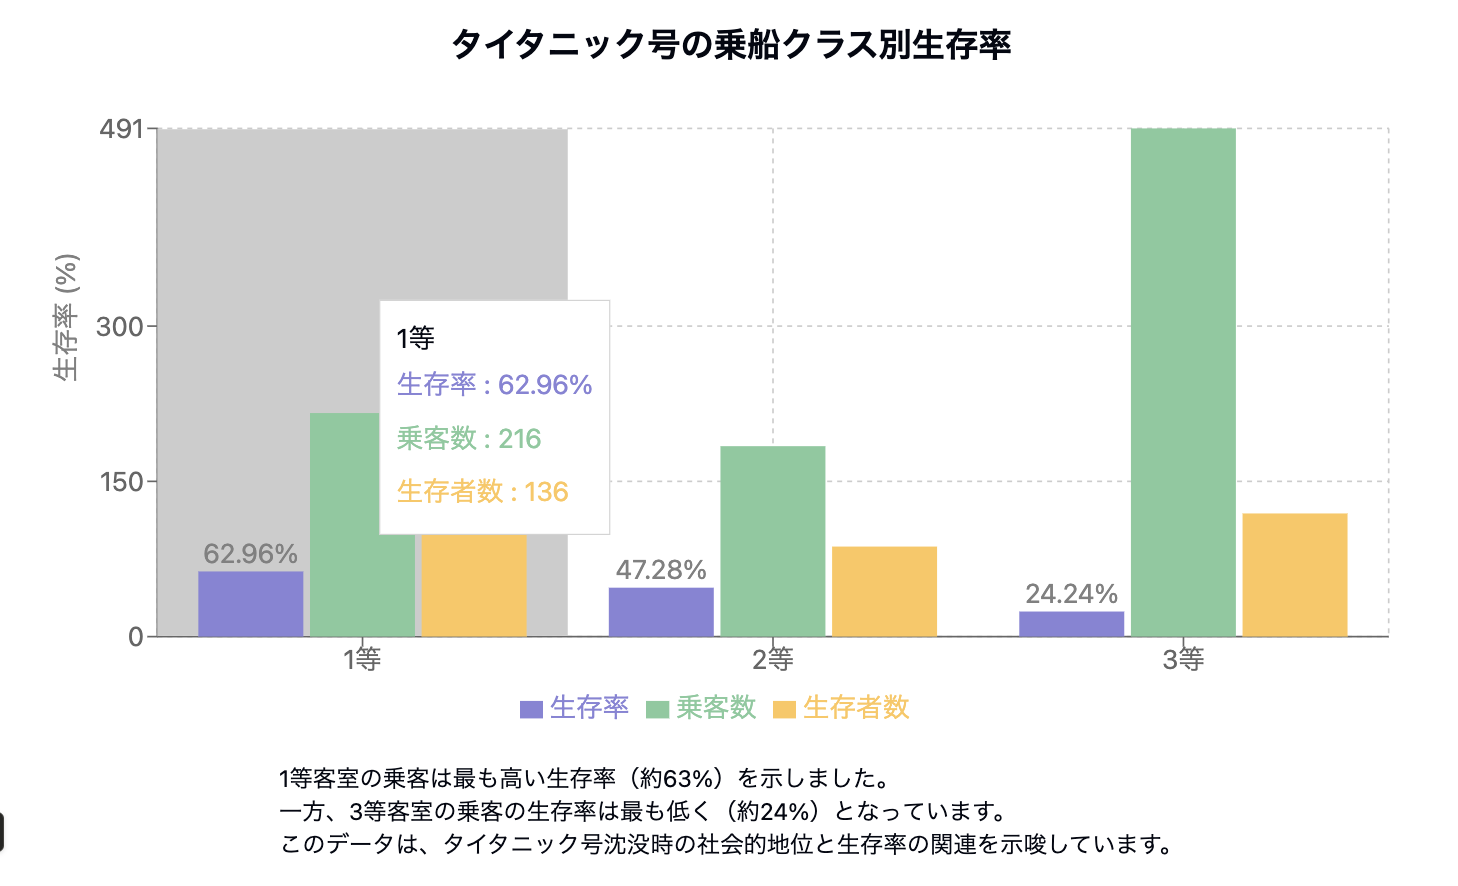 タイタニック号の乗船クラス別生存率
491
300
150
0
生存率 (%)
1等
生存率 : 62.96%
乗客数 : 216
生存者数 : 136
62.96%
47.28%
24.24%
1等
2等
3等
生存率
乗客数
生存者数
1等客室の乗客は最も高い生存率（約63%）を示しました。
一方、3等客室の乗客の生存率は最も低く（約24%）となっています。
このデータは、タイタニック号沈没時の社会的地位と生存率の関連を示唆しています。